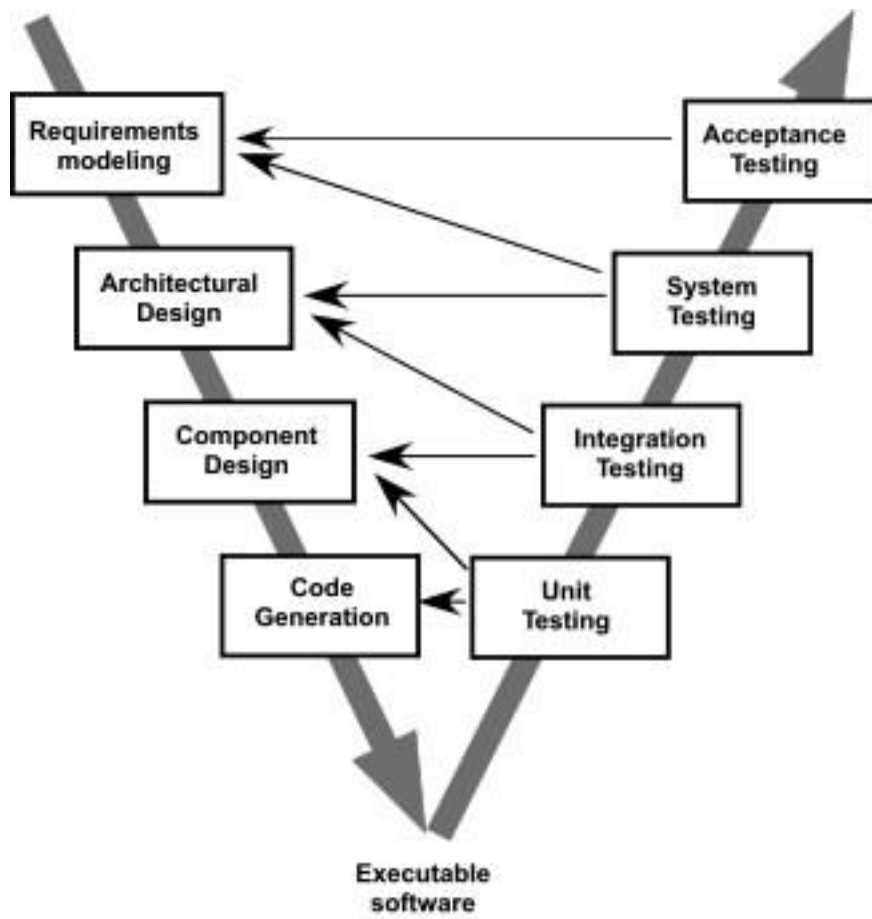 Requirements
modeling
Acceptance
Testing
Architectural
Design
System
Testing
Component
Design
Integration
Testing
Code
Generation
Unit
Testing
Executable
software